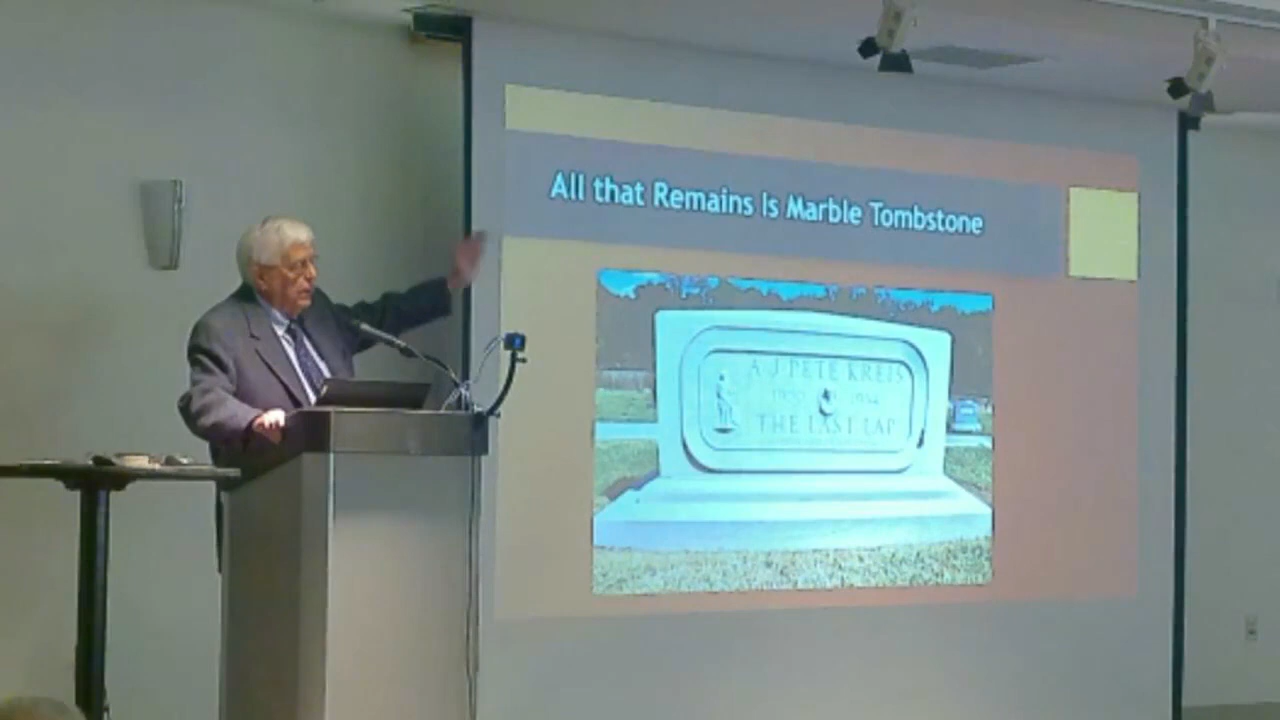 All that Remains is Marble Tombstone
A J PETE KREIS
THE LAST LAP